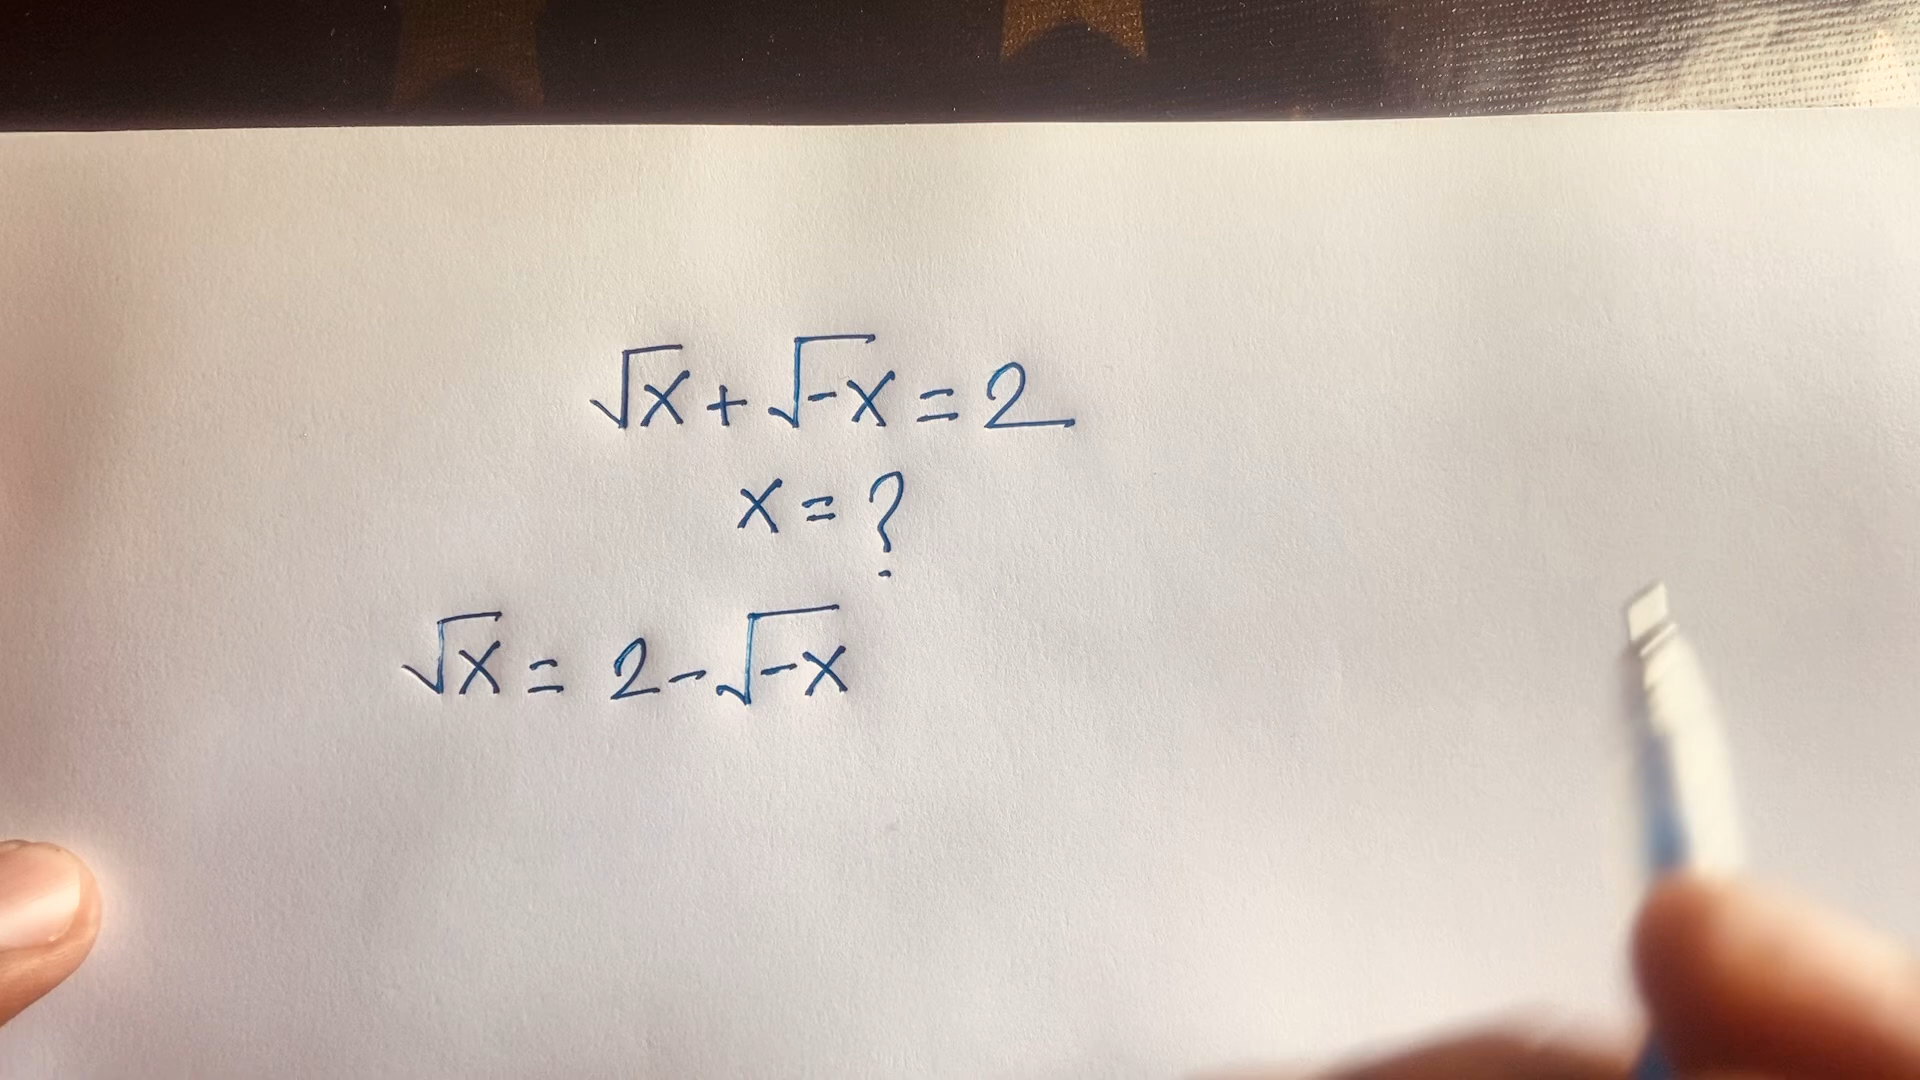 √x + √-x = 2
x = ?
√x = 2 - √-x